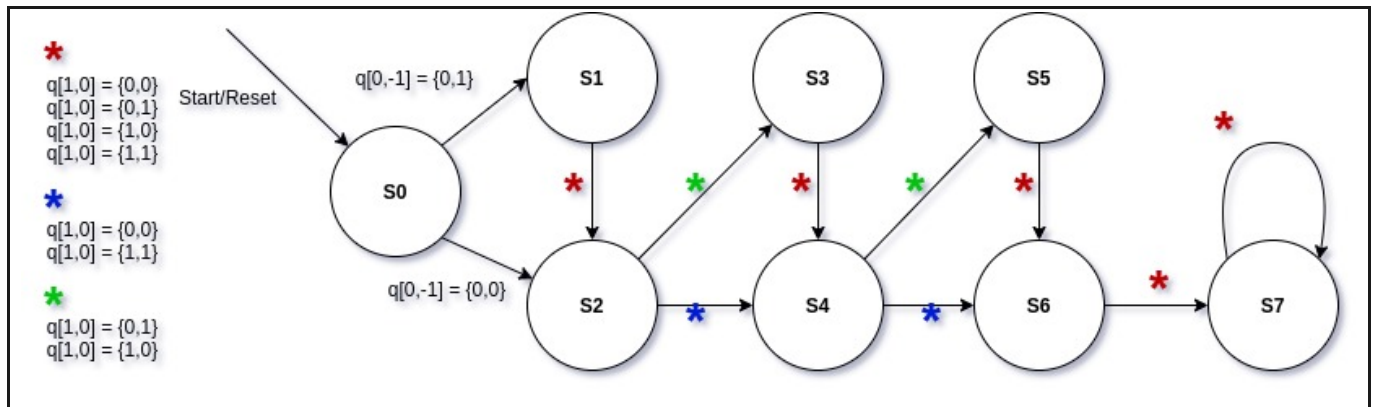 *
q[1,0] = {0,0}
q[1,0] = {0,1}
q[1,0] = {1,0}
q[1,0] = {1,1}
*
q[1,0] = {0,0}
q[1,0] = {1,1}
*
q[1,0] = {0,1}
q[1,0] = {1,0}
Start/Reset
S0
q[0,-1] = {0,1}
q[0,-1] = {0,0}
S1
*
S2
*
*
S3
*
S4
*
*
S5
*
S6
*
*
S7